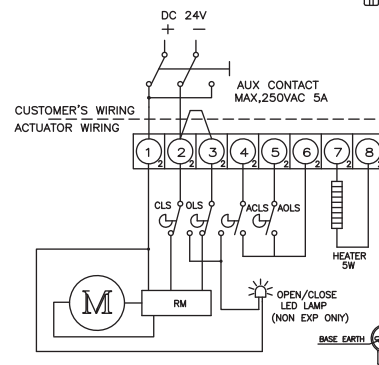 DC 24V
+ −
AUX CONTACT
MAX,250VAC 5A
CUSTOMER'S WIRING
ACTUATOR WIRING
1 2 3 4 5 6 7 8
2 2 2 2 2 2 2 2
CLS OLS ACLS AOLS
HEATER
5W
M
RM
OPEN/CLOSE
LED LAMP
(NON EXP ONlY)
BASE EARTH